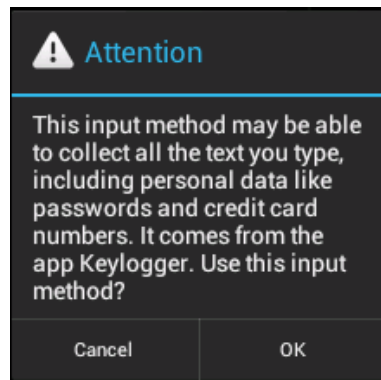 Attention
This input method may be able
to collect all the text you type,
including personal data like
passwords and credit card
numbers. It comes from the
app Keylogger. Use this input
method?
Cancel OK